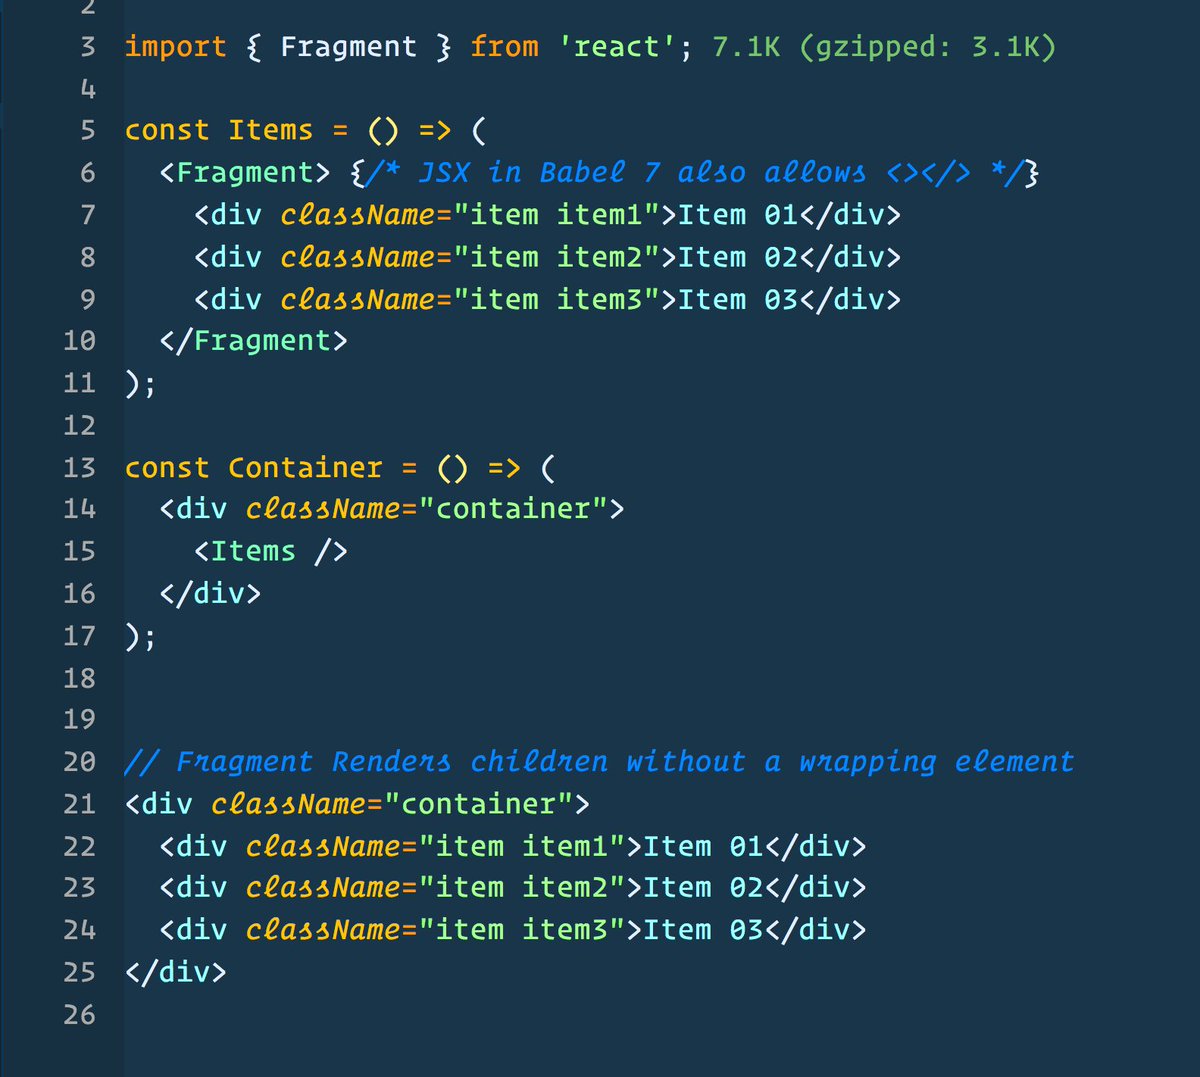 2
3 import { Fragment } from 'react'; 7.1K (gzipped: 3.1K)
4
5 const Items = () => (
6   <Fragment> {/* JSX in Babel 7 also allows <></> */}
7     <div className="item item1">Item 01</div>
8     <div className="item item2">Item 02</div>
9     <div className="item item3">Item 03</div>
10   </Fragment>
11 );
12
13 const Container = () => (
14   <div className="container">
15     <Items />
16   </div>
17 );
18
19
20 // Fragment Renders children without a wrapping element
21 <div className="container">
22   <div className="item item1">Item 01</div>
23   <div className="item item2">Item 02</div>
24   <div className="item item3">Item 03</div>
25 </div>
26